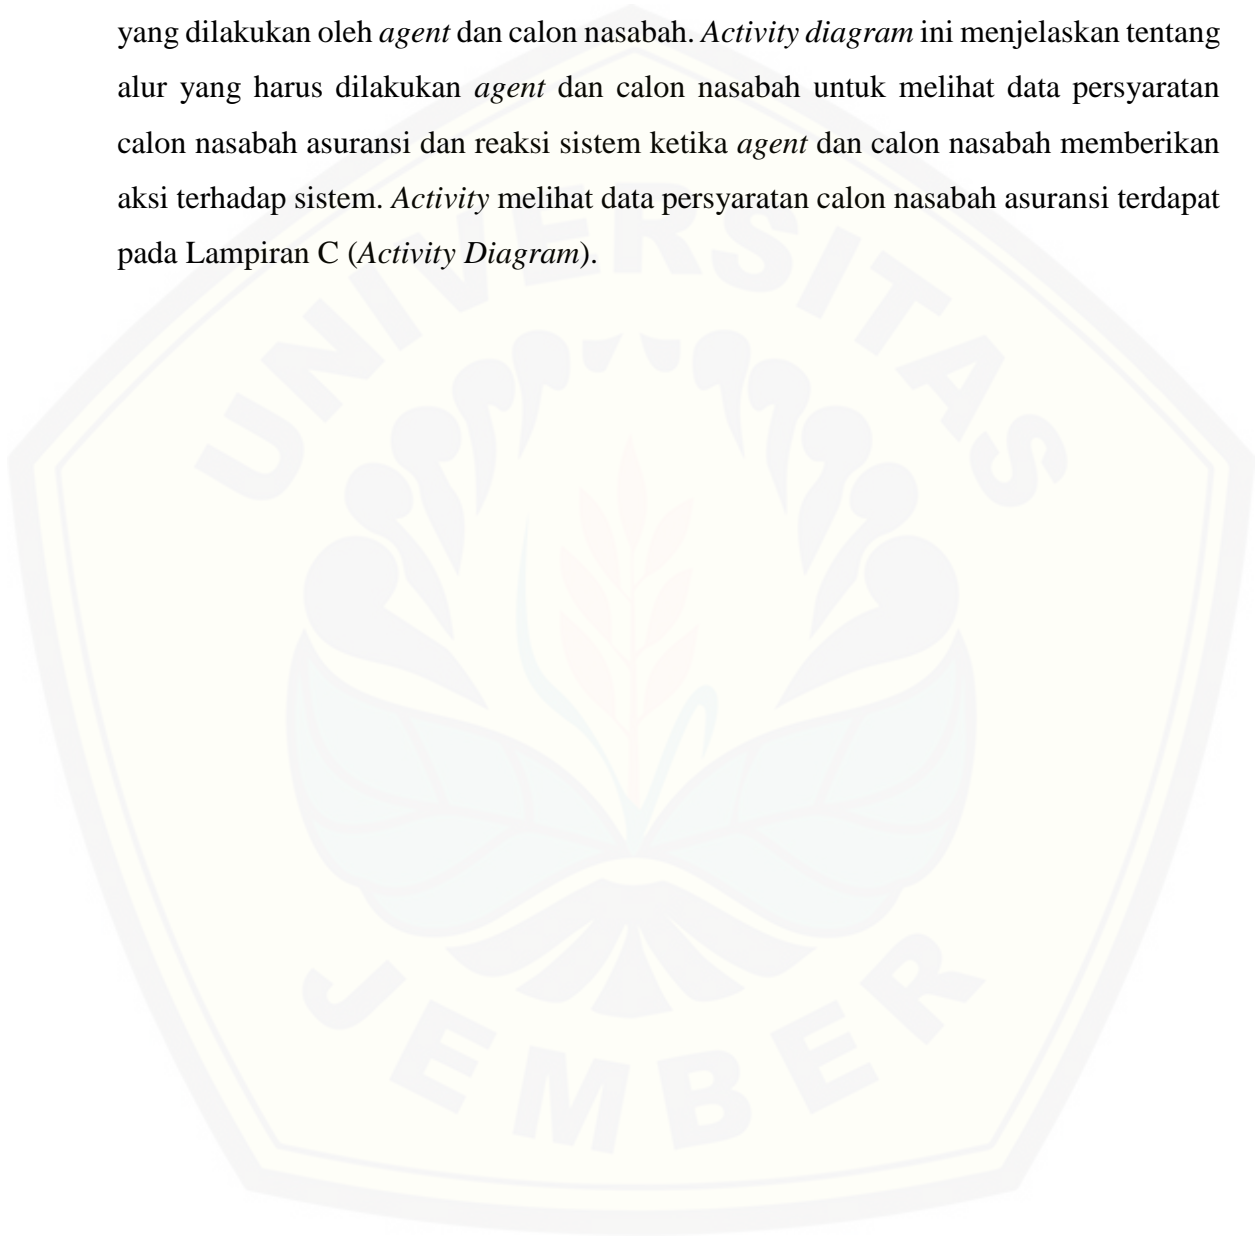 yang dilakukan oleh agent dan calon nasabah. Activity diagram ini menjelaskan tentang
alur yang harus dilakukan agent dan calon nasabah untuk melihat data persyaratan
calon nasabah asuransi dan reaksi sistem ketika agent dan calon nasabah memberikan
aksi terhadap sistem. Activity melihat data persyaratan calon nasabah asuransi terdapat
pada Lampiran C (Activity Diagram).
UNIVERSITAS
JEMBER